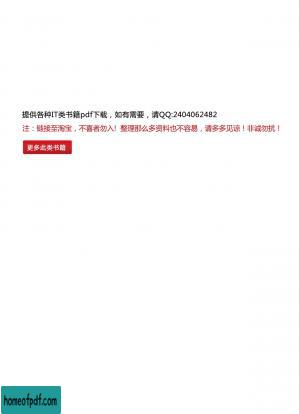 提供各种IT类书籍pdf下载，如有需要，请QQ:2404062482
注：链接至淘宝，不喜者勿入! 整理那么多资料也不容易，请多多见谅！非诚勿扰！
更多此类书籍
homeofpdf.com